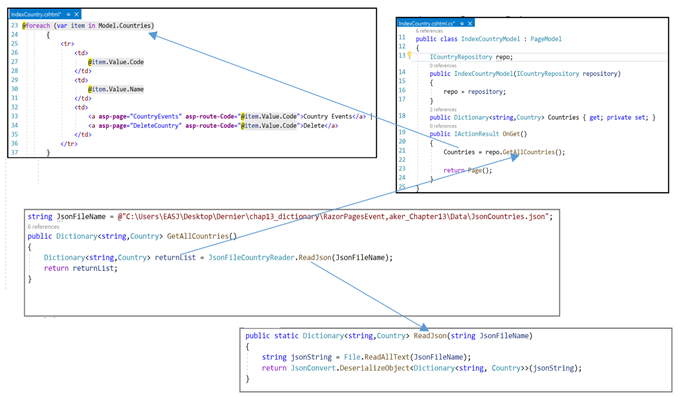 IndexCountry.cshtml*
23 @foreach (var item in Model.Countries)
24 {
25 <tr>
26 <td>
27 @item.Value.Code
28 </td>
29 <td>
30 @item.Value.Name
31 </td>
32 <td>
33 <a asp-page="CountryEvents" asp-route-Code="@item.Value.Code">Country Events</a> |
34 <a asp-page="DeleteCountry" asp-route-Code="@item.Value.Code">Delete</a>
35 </td>
36 </tr>
37 }
IndexCountry.cshtml.cs*
6 references
11 public class IndexCountryModel : PageModel
12 {
13 ICountryRepository repo;
0 references
14 public IndexCountryModel(ICountryRepository repository)
15 {
16 repo = repository;
17 }
18 public Dictionary<string,Country> Countries { get; private set; }
0 references
19 public IActionResult OnGet()
20 {
21 Countries = repo.GetAllCountries();
22
23 return Page();
24 }
25 }
string JsonFileName = @"C:\Users\EASJ\Desktop\Dernier\chap13_dictionary\RazorPagesEvent,aker_Chapter13\Data\JsonCountries.json";
6 references
public Dictionary<string,Country> GetAllCountries()
{
Dictionary<string,Country> returnList = JsonFileCountryReader.ReadJson(JsonFileName);
return returnList;
}
public static Dictionary<string,Country> ReadJson(string JsonFileName)
{
string jsonString = File.ReadAllText(JsonFileName);
return JsonConvert.DeserializeObject<Dictionary<string, Country>>(jsonString);
}